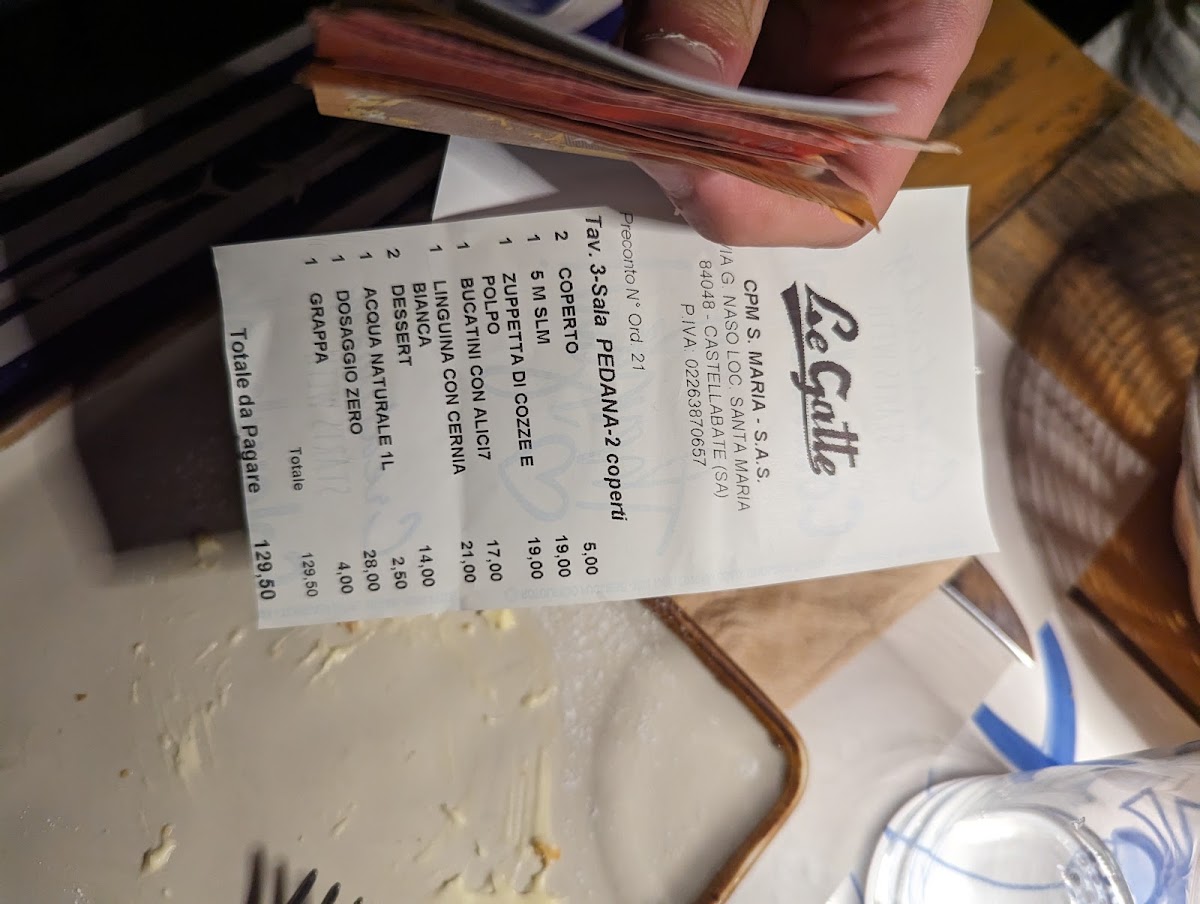 Le Gatte
CPM S. MARIA - S.A.S.
VIA G. NASO LOC. SANTA MARIA
84048 - CASTELLABATE (SA)
P.IVA: 02263870657
Preconto N° Ord. 21
Tav. 3-Sala PEDANA-2 coperti
2 COPERTO 5,00
1 5 M SLM 19,00
1 ZUPPETTA DI COZZE E 19,00
POLPO
1 BUCATINI CON ALICI7 17,00
1 LINGUINA CON CERNIA 21,00
BIANCA
2 DESSERT 14,00
1 ACQUA NATURALE 1L 2,50
1 DOSAGGIO ZERO 28,00
1 GRAPPA 4,00
Totale 129,50
Totale da Pagare 129,50